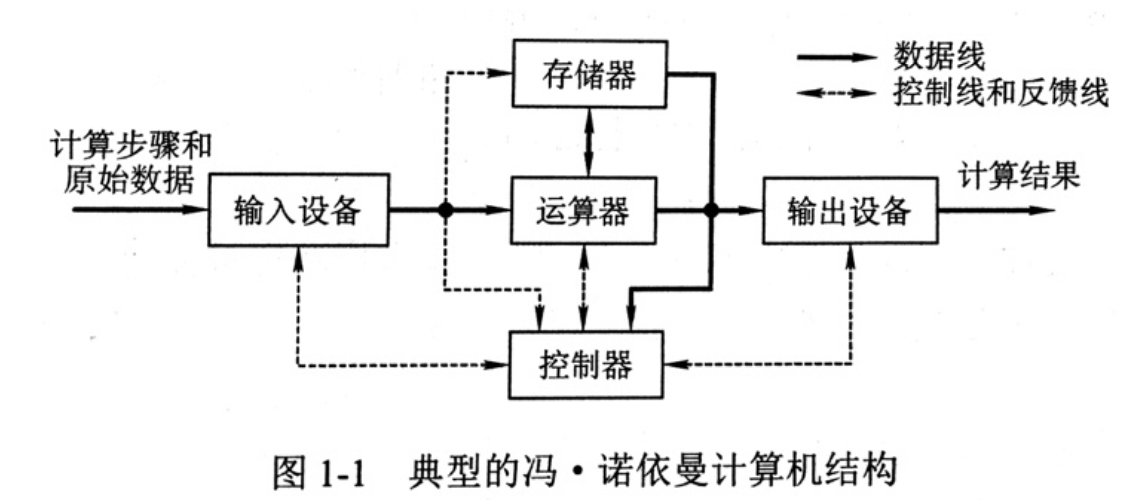 存储器
数据线
控制线和反馈线
计算步骤和
原始数据
输入设备
运算器
输出设备
计算结果
控制器
图 1-1 典型的冯·诺依曼计算机结构